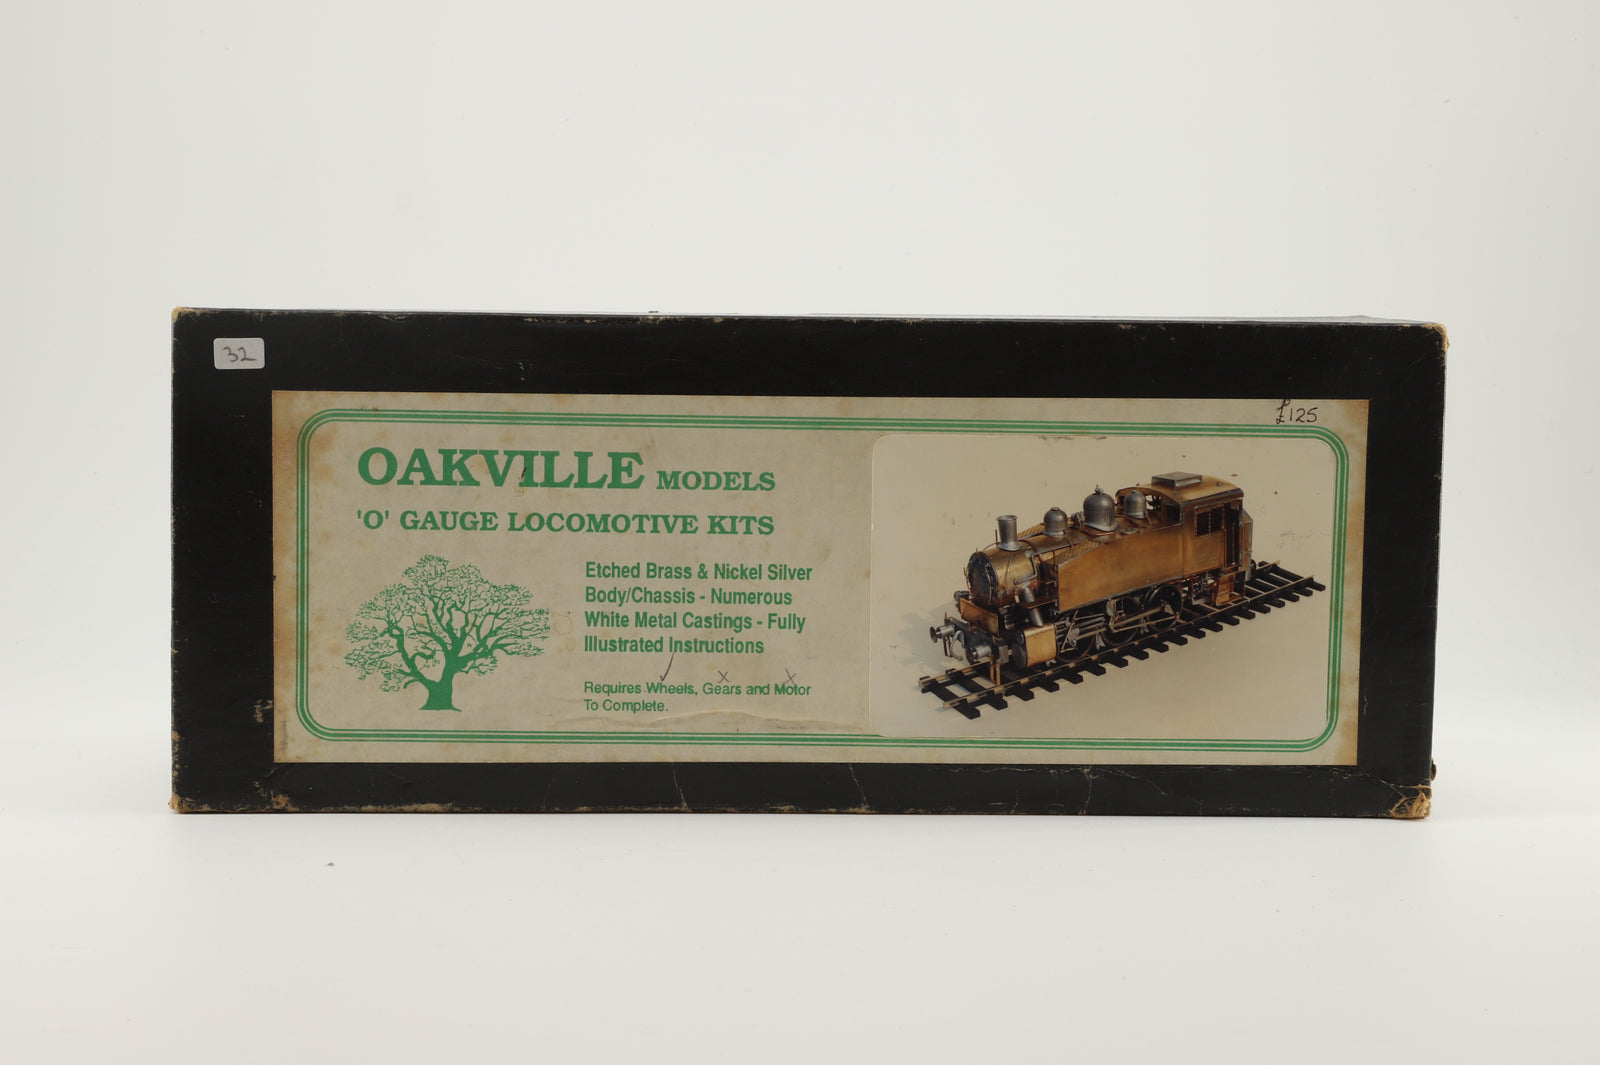 32
£125
OAKVILLE MODELS
'O' GAUGE LOCOMOTIVE KITS
Etched Brass & Nickel Silver
Body/Chassis - Numerous
White Metal Castings - Fully
Illustrated Instructions
Requires Wheels, Gears and Motor
To Complete.